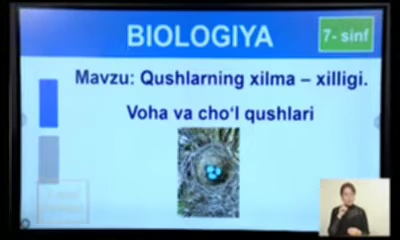 BIOLOGIYA
7- sinf
Mavzu: Qushlarning xilma – xilligi.
Voha va cho‘l qushlari